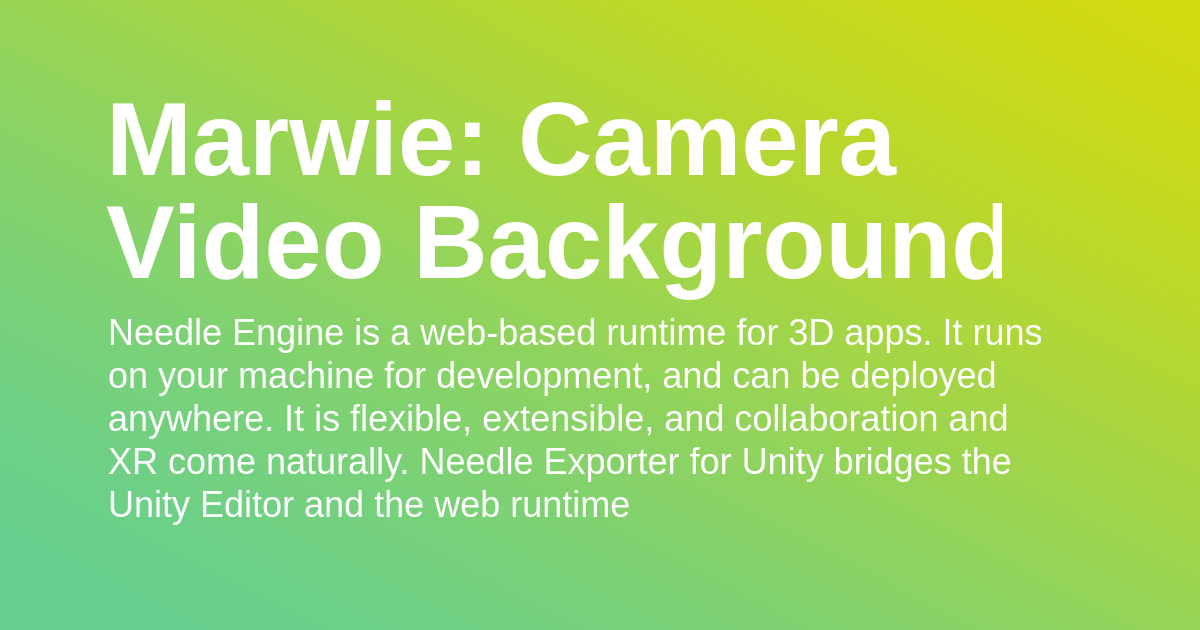 Marwie: Camera
Video Background
Needle Engine is a web-based runtime for 3D apps. It runs
on your machine for development, and can be deployed
anywhere. It is flexible, extensible, and collaboration and
XR come naturally. Needle Exporter for Unity bridges the
Unity Editor and the web runtime